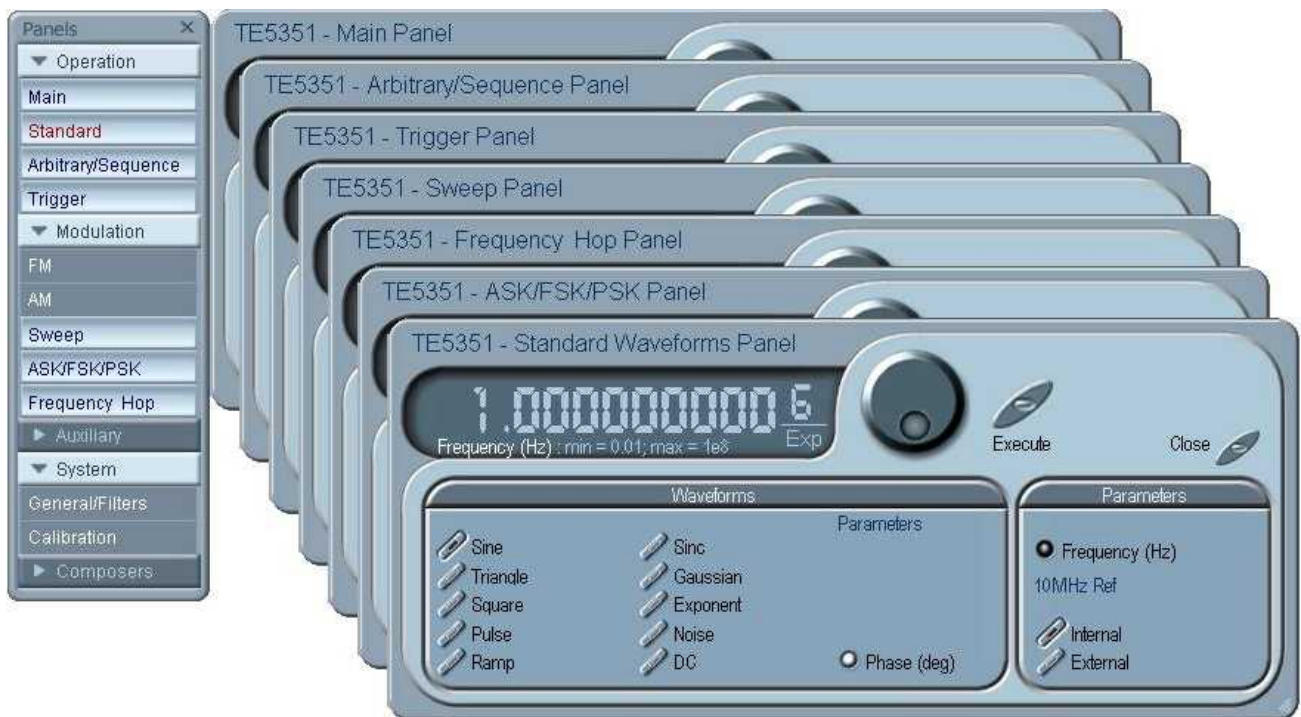 Panels
Operation
Main
Standard
Arbitrary/Sequence
Trigger
Modulation
FM
AM
Sweep
ASK/FSK/PSK
Frequency Hop
Auxiliary
System
General/Filters
Calibration
Composers
TE5351 - Main Panel
TE5351 - Arbitrary/Sequence Panel
TE5351 - Trigger Panel
TE5351 - Sweep Panel
TE5351 - Frequency Hop Panel
TE5351 - ASK/FSK/PSK Panel
TE5351 - Standard Waveforms Panel
1.000000000 6
Exp
Frequency (Hz) : min = 0.01; max = 1e8
Execute
Close
Waveforms
Sine
Triangle
Square
Pulse
Ramp
Sinc
Gaussian
Exponent
Noise
DC
Parameters
Phase (deg)
Parameters
Frequency (Hz)
10MHz Ref
Internal
External